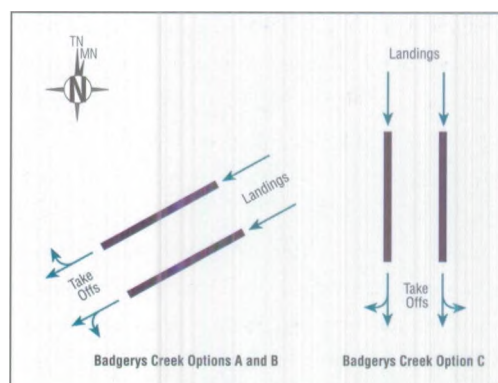 TN
MN
N
Landings
Take
Offs
Badgerys Creek Options A and B
Landings
Take
Offs
Badgerys Creek Option C